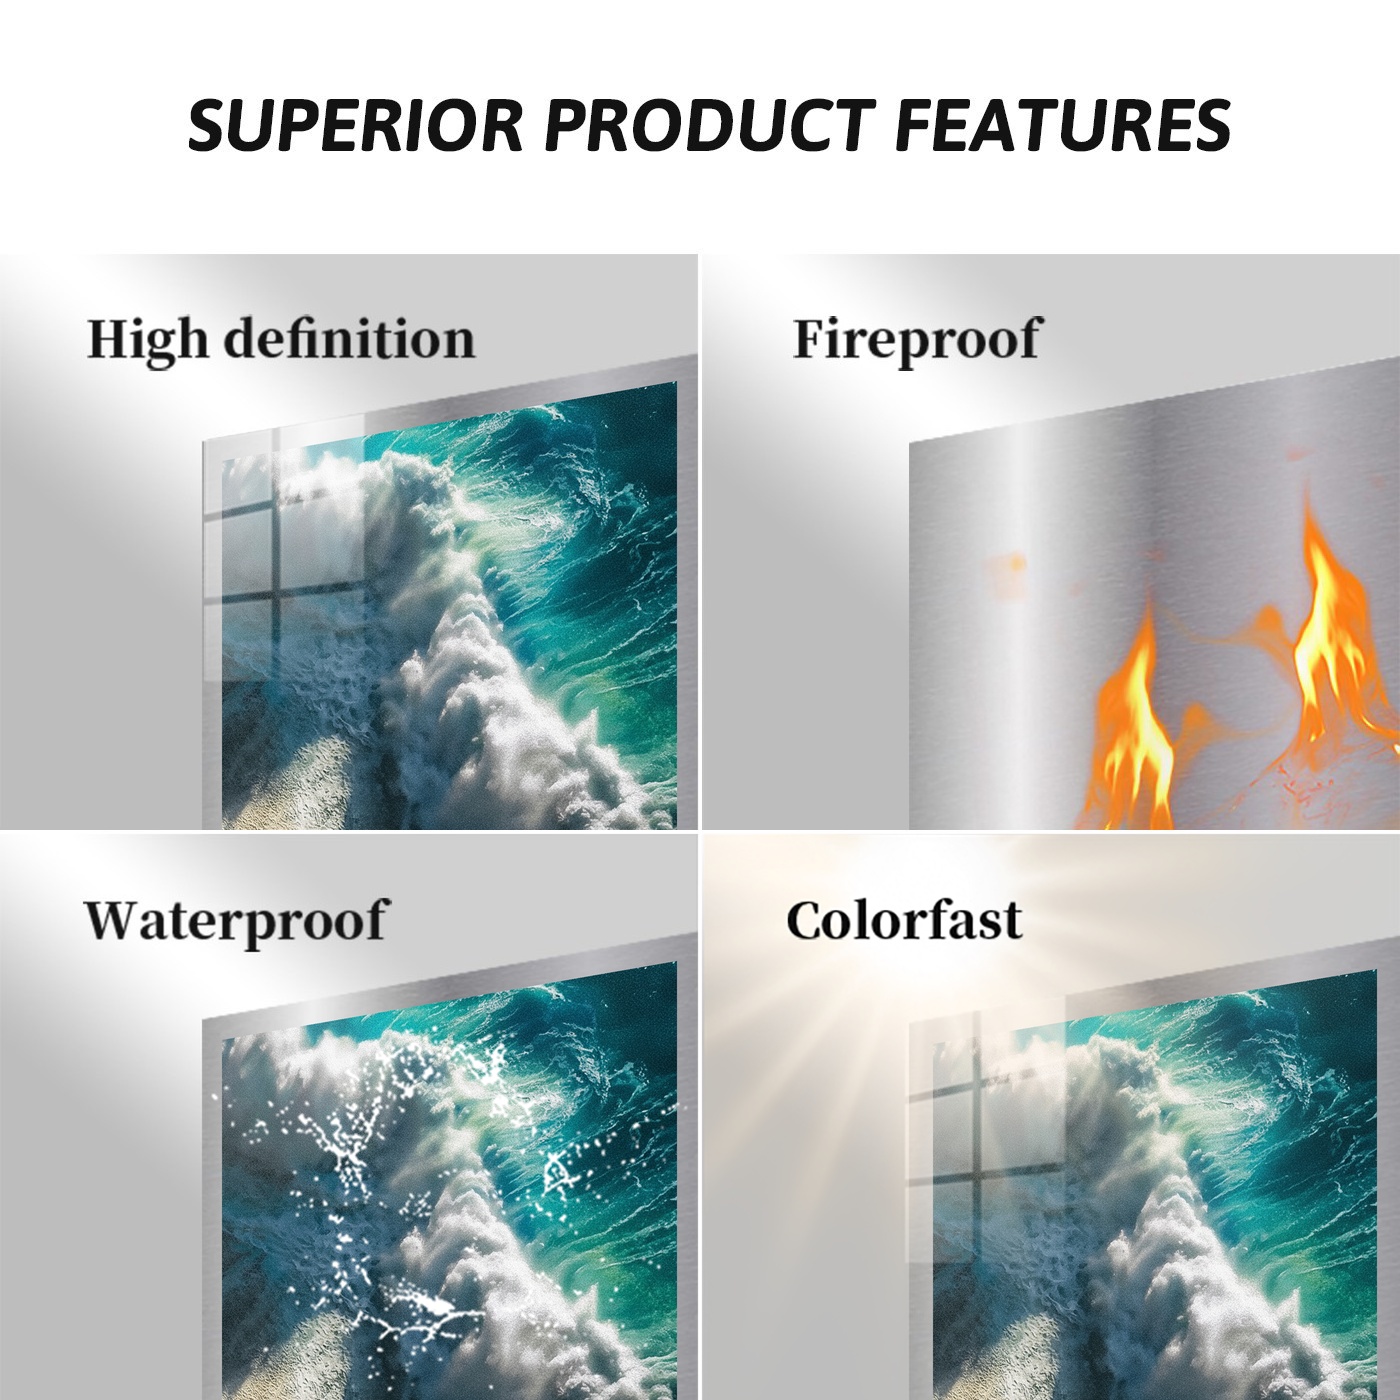 SUPERIOR PRODUCT FEATURES
High definition
Fireproof
Waterproof
Colorfast